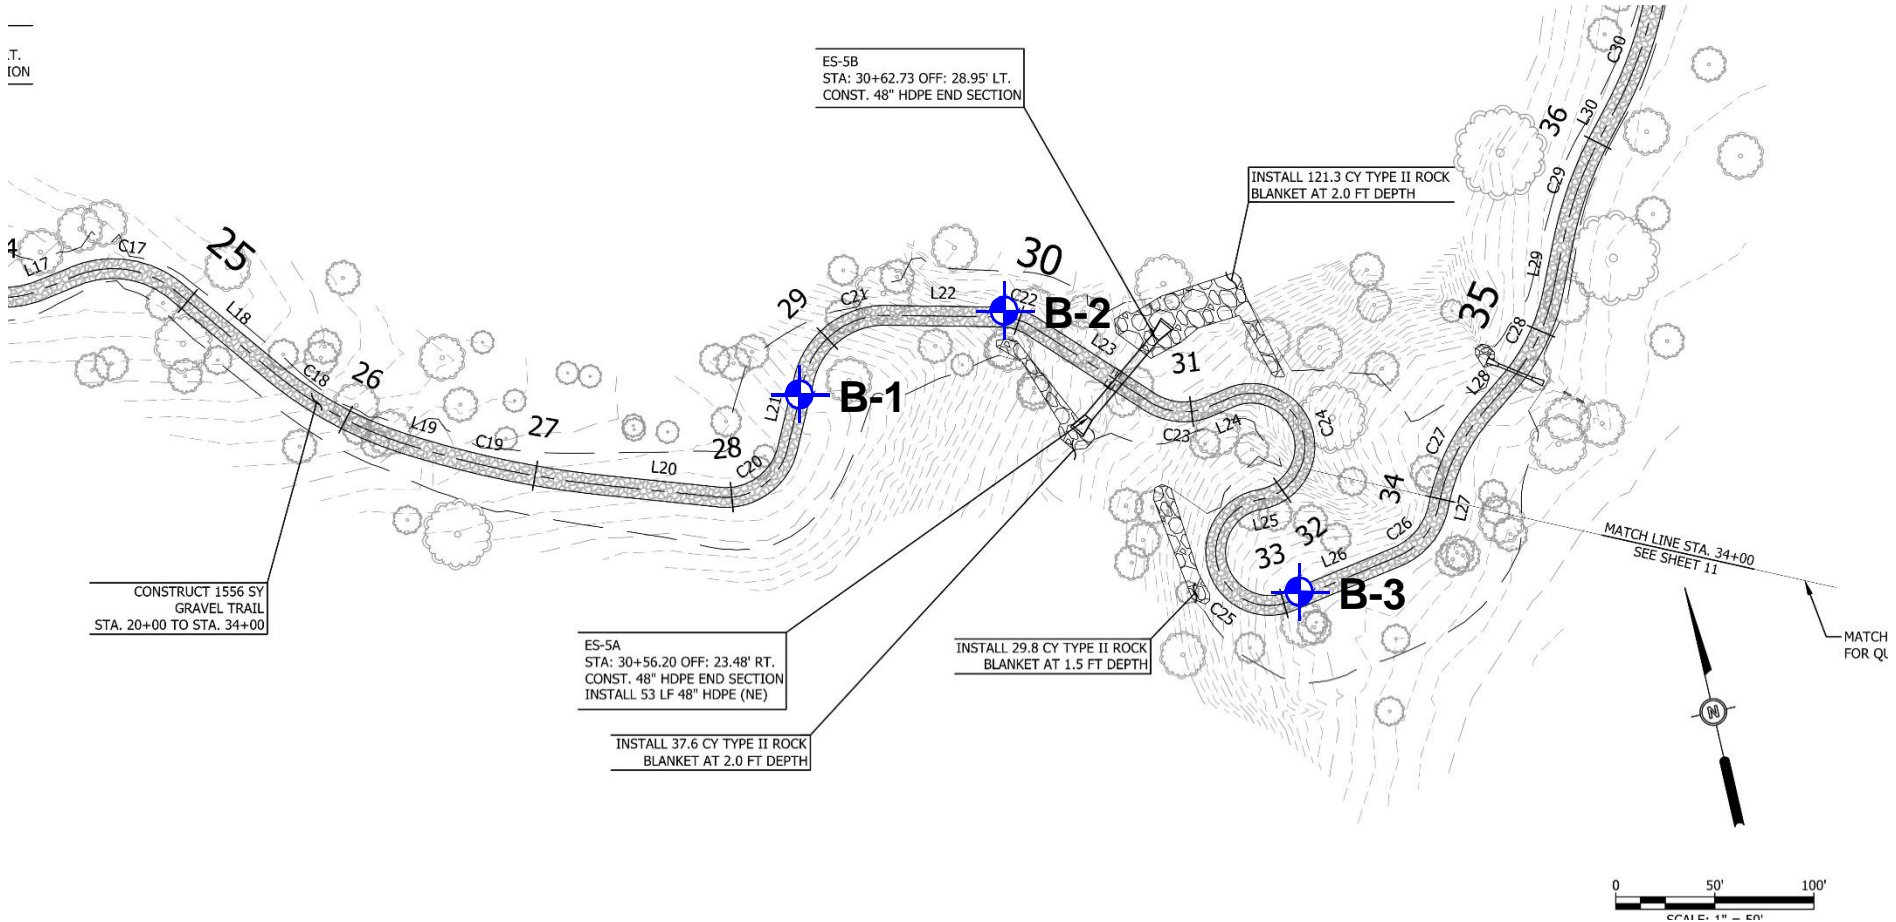 .T.
ION
4
L17
C17
25
L18
C18
26
L19
C19
27
L20
28
C20
L21
29
C21
L22
30
C22
B-1
B-2
L23
31
C23
L24
C24
L25
32
33
C25
L26
B-3
C26
34
L27
C27
L28
35
C28
L29
C29
36
L30
C30
ES-5B
STA: 30+62.73 OFF: 28.95' LT.
CONST. 48" HDPE END SECTION
INSTALL 121.3 CY TYPE II ROCK
BLANKET AT 2.0 FT DEPTH
CONSTRUCT 1556 SY
GRAVEL TRAIL
STA. 20+00 TO STA. 34+00
ES-5A
STA: 30+56.20 OFF: 23.48' RT.
CONST. 48" HDPE END SECTION
INSTALL 53 LF 48" HDPE (NE)
INSTALL 37.6 CY TYPE II ROCK
BLANKET AT 2.0 FT DEPTH
INSTALL 29.8 CY TYPE II ROCK
BLANKET AT 1.5 FT DEPTH
MATCH LINE STA. 34+00
SEE SHEET 11
MATCH
FOR QU
N
0 50' 100'
SCALE: 1" = 50'